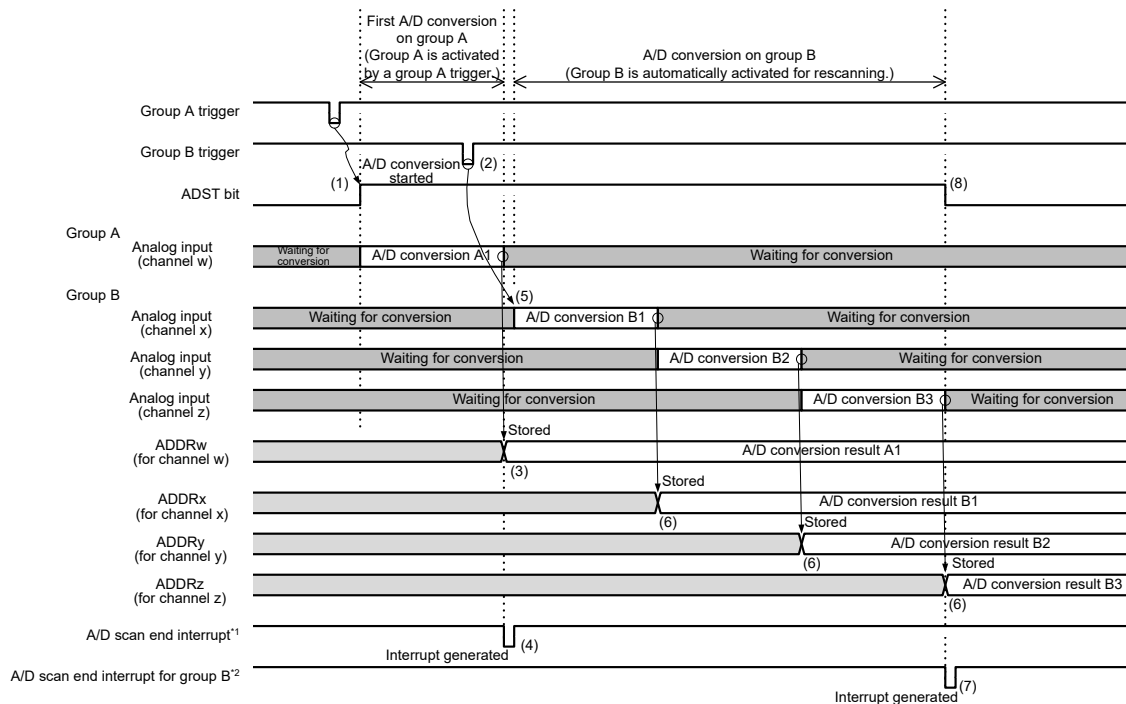 First A/D conversion
on group A
(Group A is activated
by a group A trigger.)
A/D conversion on group B
(Group B is automatically activated for rescanning.)
Group A trigger
Group B trigger
(2)
A/D conversion
started
(1)
(8)
ADST bit
Group A
Analog input
(channel w)
Waiting for
conversion
A/D conversion A1
Waiting for conversion
Group B
(5)
Analog input
(channel x)
Waiting for conversion
A/D conversion B1
Waiting for conversion
Analog input
(channel y)
Waiting for conversion
A/D conversion B2
Waiting for conversion
Analog input
(channel z)
Waiting for conversion
A/D conversion B3
Waiting for conversion
Stored
ADDRw
(for channel w)
A/D conversion result A1
(3)
Stored
ADDRx
(for channel x)
A/D conversion result B1
(6)
Stored
ADDRy
(for channel y)
A/D conversion result B2
(6)
Stored
ADDRz
(for channel z)
A/D conversion result B3
(6)
A/D scan end interrupt*1
(4)
Interrupt generated
A/D scan end interrupt for group B*2
(7)
Interrupt generated